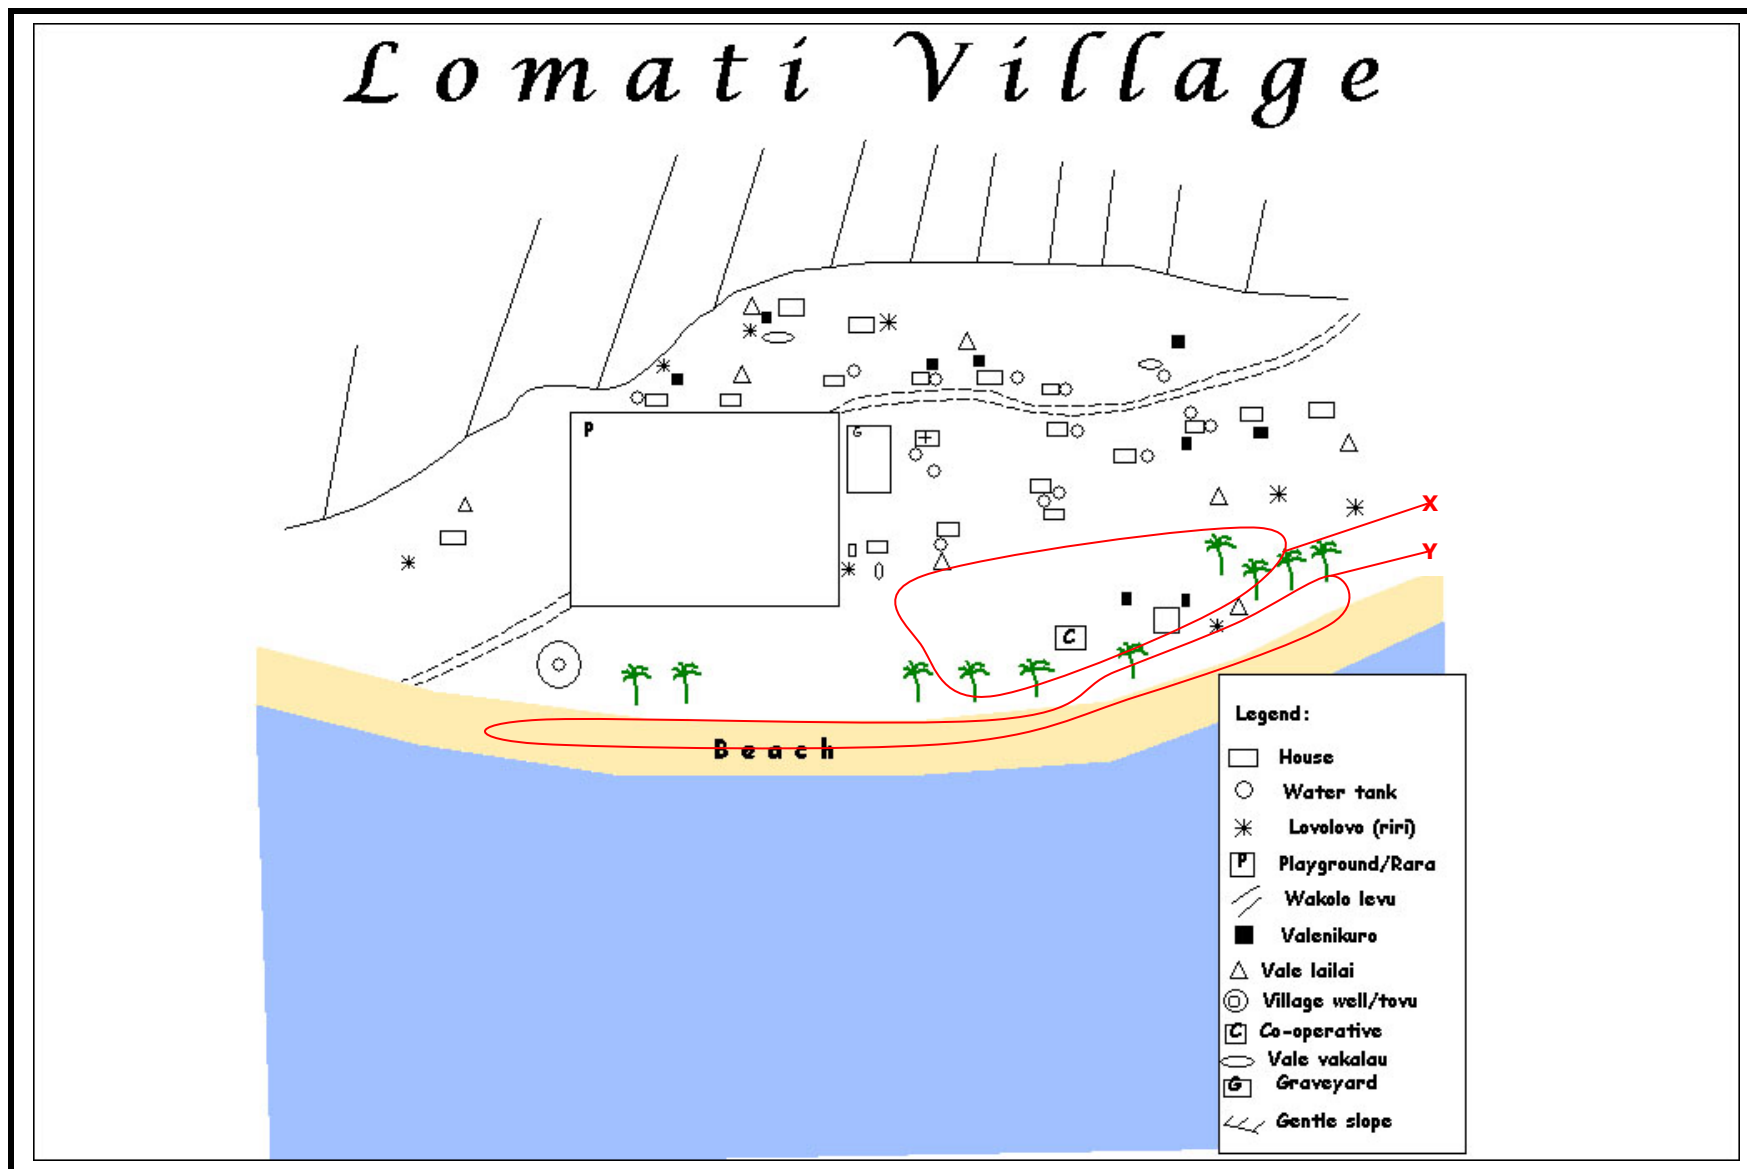 Lomati Village
P
G
X
Y
C
Beach
Legend:
House
Water tank
Lovolovo (riri)
P Playground/Rara
Wakolo levu
Valenikuro
Vale lailai
Village well/tovu
C Co-operative
Vale vakalau
G Graveyard
Gentle slope